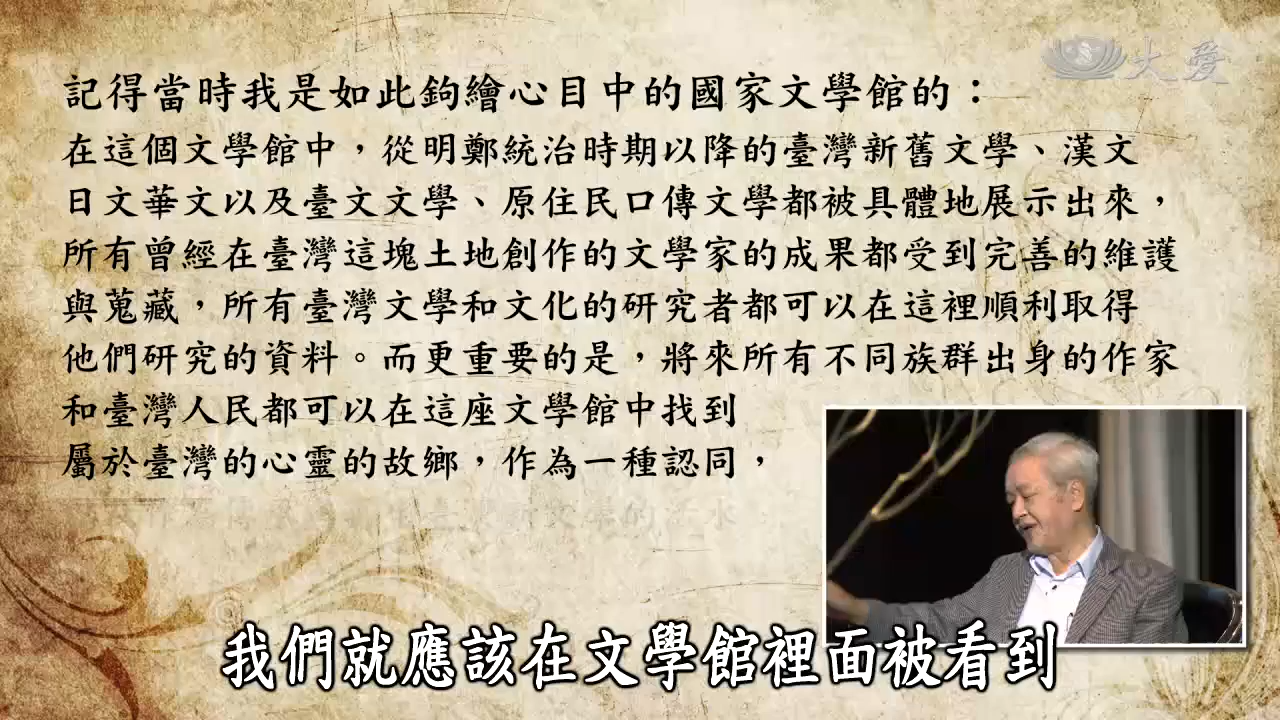 大愛
記得當時我是如此鉤繪心目中的國家文學館的：
在這個文學館中，從明鄭統治時期以降的臺灣新舊文學、漢文
日文華文以及臺文文學、原住民口傳文學都被具體地展示出來，
所有曾經在臺灣這塊土地創作的文學家的成果都受到完善的維護
與蒐藏，所有臺灣文學和文化的研究者都可以在這裡順利取得
他們研究的資料。而更重要的是，將來所有不同族群出身的作家
和臺灣人民都可以在這座文學館中找到
屬於臺灣的心靈的故鄉，作為一種認同，
我們就應該在文學館裡面被看到